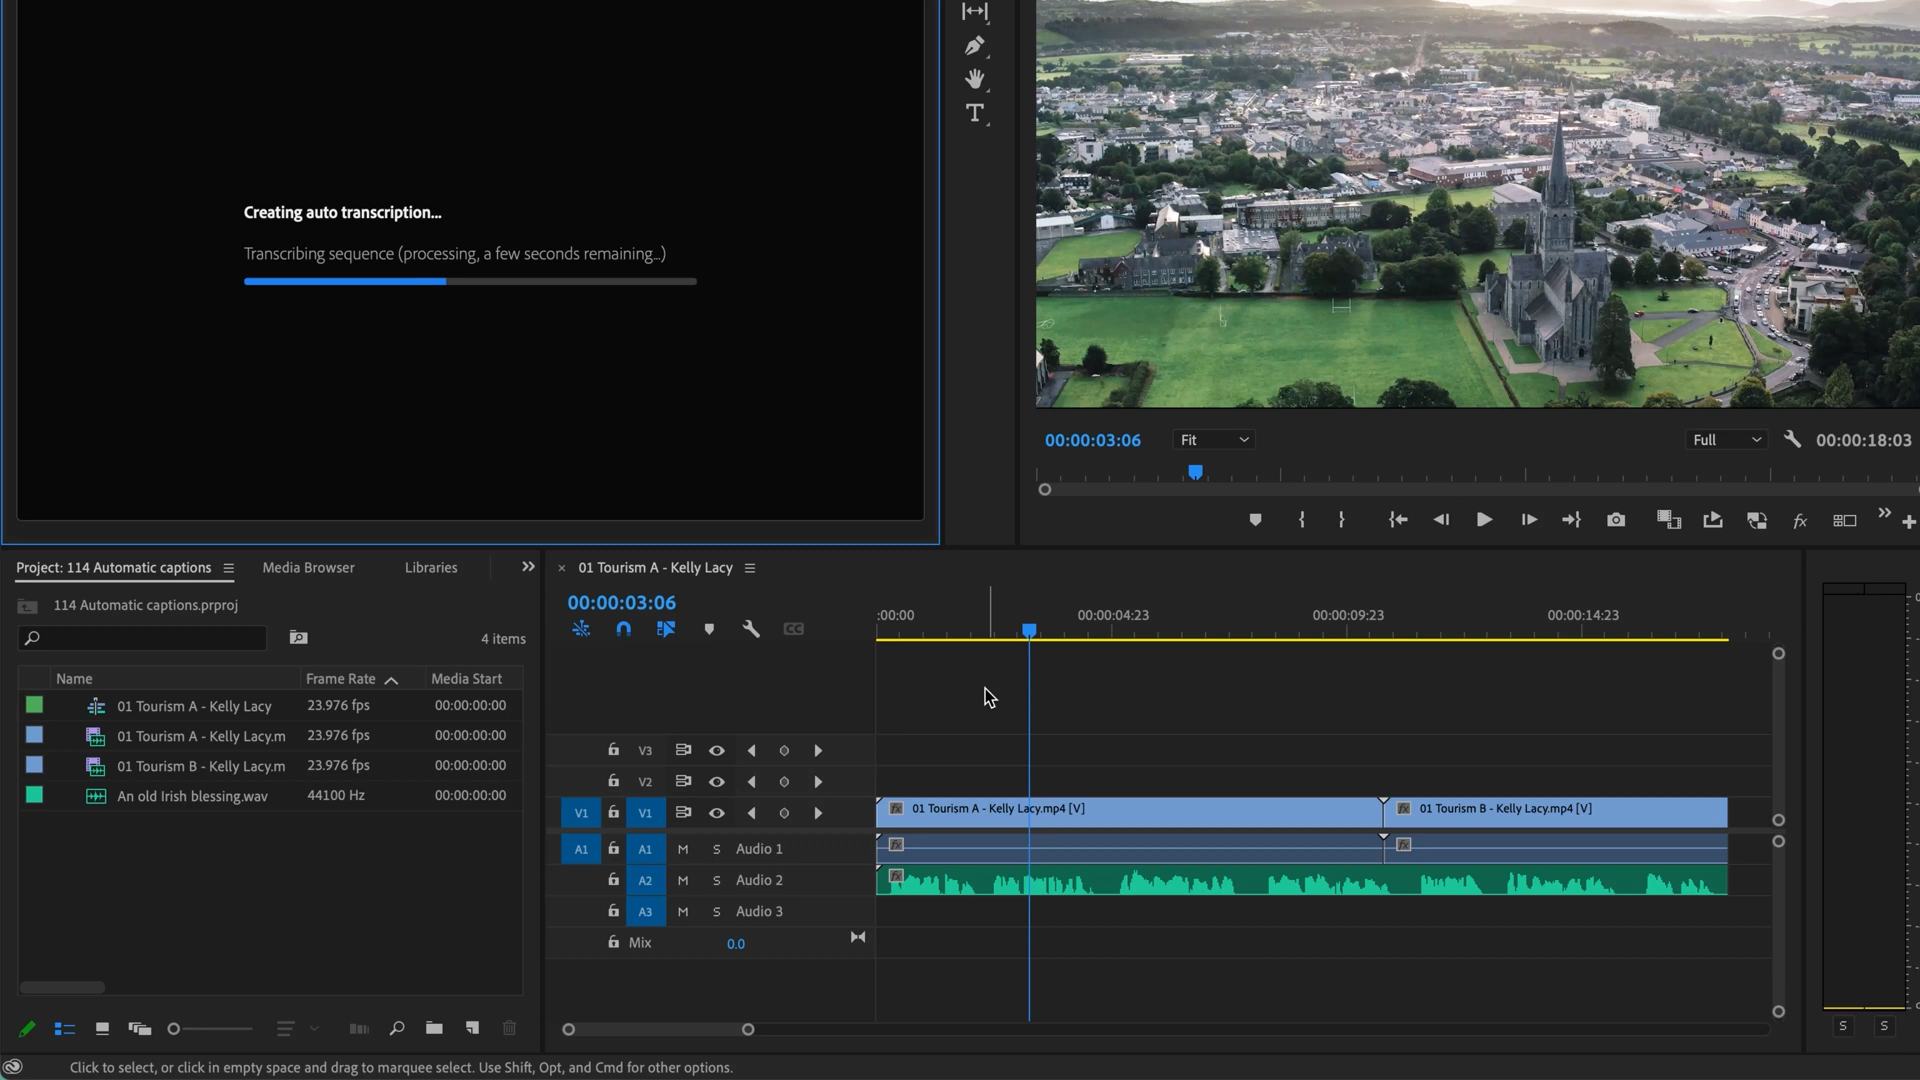 Creating auto transcription...
Transcribing sequence (processing, a few seconds remaining...)
00:00:03:06
Fit
Full
00:00:18:03
fx
Project: 114 Automatic captions
Media Browser
Libraries
114 Automatic captions.prproj
4 items
Name
Frame Rate
Media Start
01 Tourism A - Kelly Lacy
23.976 fps
00:00:00:00
01 Tourism A - Kelly Lacy.m
23.976 fps
00:00:00:00
01 Tourism B - Kelly Lacy.m
23.976 fps
00:00:00:00
An old Irish blessing.wav
44100 Hz
00:00:00:00
01 Tourism A - Kelly Lacy
00:00:03:06
CC
:00:00
00:00:04:23
00:00:09:23
00:00:14:23
V3
V2
V1
V1
fx
01 Tourism A - Kelly Lacy.mp4 [V]
fx
01 Tourism B - Kelly Lacy.mp4 [V]
A1
A1
M
S
Audio 1
fx
fx
A2
M
S
Audio 2
fx
A3
M
S
Audio 3
Mix
0.0
S
S
Click to select, or click in empty space and drag to marquee select. Use Shift, Opt, and Cmd for other options.